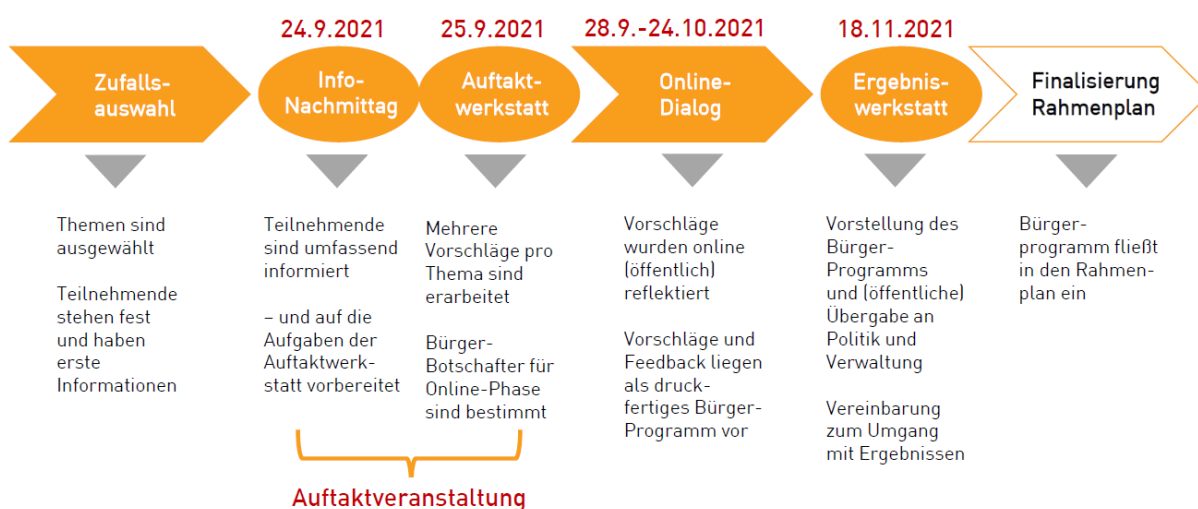 24.9.2021
25.9.2021
28.9.-24.10.2021
18.11.2021
Zufalls-
auswahl
Info-
Nachmittag
Auftakt-
werkstatt
Online-
Dialog
Ergebnis-
werkstatt
Finalisierung
Rahmenplan
Themen sind
ausgewählt
Teilnehmende
stehen fest
und haben
erste
Informationen
Teilnehmende
sind umfassend
informiert
– und auf die
Aufgaben der
Auftaktwerk-
statt vorbereitet
Mehrere
Vorschläge pro
Thema sind
erarbeitet
Bürger-
Botschafter für
Online-Phase
sind bestimmt
Vorschläge
wurden online
(öffentlich)
reflektiert
Vorschläge und
Feedback liegen
als druck-
fertiges Bürger-
Programm vor
Vorstellung des
Bürger-
Programms
und (öffentliche)
Übergabe an
Politik und
Verwaltung
Vereinbarung
zum Umgang
mit Ergebnissen
Bürger-
programm fließt
in den Rahmen-
plan ein
Auftaktveranstaltung